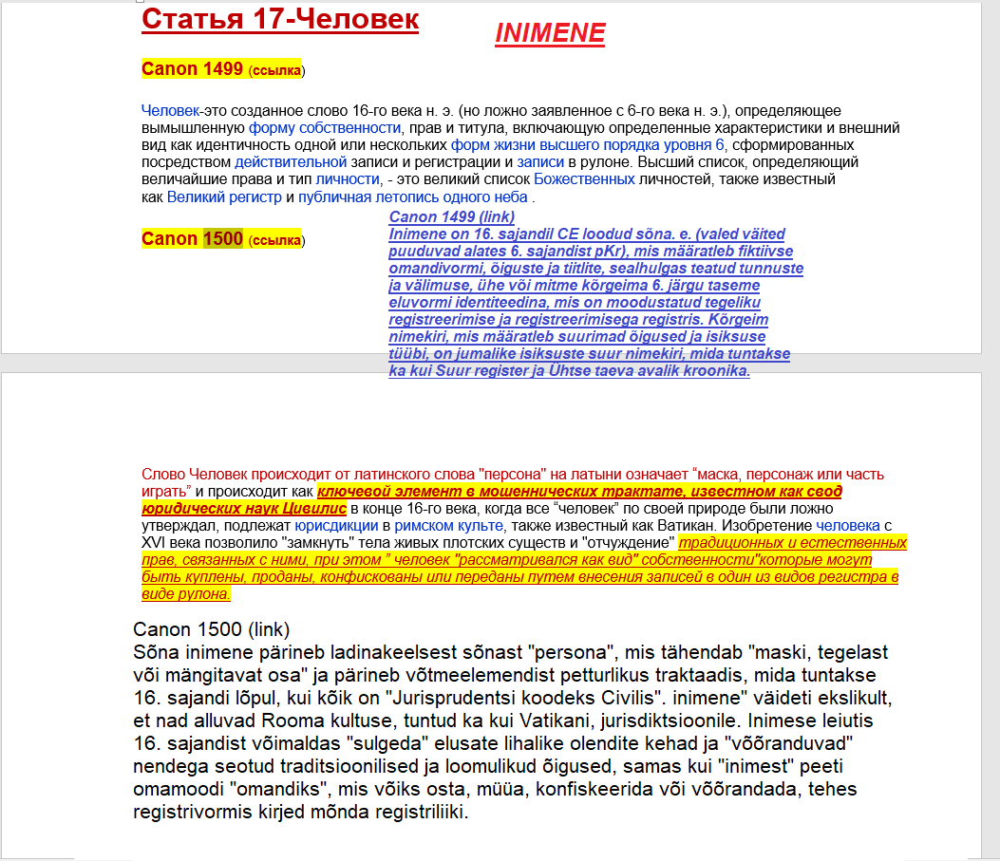 Статья 17-Человек
INIMENE
Canon 1499 (ссылка)
Человек-это созданное слово 16-го века н. э. (но ложно заявленное с 6-го века н. э.), определяющее
вымышленную форму собственности, прав и титула, включающую определенные характеристики и внешний
вид как идентичность одной или нескольких форм жизни высшего порядка уровня 6, сформированных
посредством действительной записи и регистрации и записи в рулоне. Высший список, определяющий
величайшие права и тип личности, - это великий список Божественных личностей, также известный
как Великий регистр и публичная летопись одного неба .
Canon 1500 (ссылка)
Canon 1499 (link)
Inimene on 16. sajandil CE loodud sõna. e. (valed väited
puuduvad alates 6. sajandist pKr), mis määratleb fiktiivse
omandivormi, õiguste ja tiitlite, sealhulgas teatud tunnuste
ja välimuse, ühe või mitme kõrgeima 6. järgu taseme
eluvormi identiteedina, mis on moodustatud tegeliku
registreerimise ja registreerimisega registris. Kõrgeim
nimekiri, mis määratleb suurimad õigused ja isiksuse
tüübi, on jumalike isiksuste suur nimekiri, mida tuntakse
ka kui Suur register ja Ühtse taeva avalik kroonika.
Слово Человек происходит от латинского слова "персона" на латыни означает “маска, персонаж или часть
играть” и происходит как ключевой элемент в мошеннических трактате, известном как свод
юридических наук Цивилис в конце 16-го века, когда все “человек” по своей природе были ложно
утверждал, подлежат юрисдикции в римском культе, также известный как Ватикан. Изобретение человека с
XVI века позволило "замкнуть" тела живых плотских существ и "отчуждение" традиционных и естественных
прав, связанных с ними, при этом ” человек "рассматривался как вид" собственности"которые могут
быть куплены, проданы, конфискованы или переданы путем внесения записей в один из видов регистра в
виде рулона.
Canon 1500 (link)
Sõna inimene pärineb ladinakeelsest sõnast "persona", mis tähendab "maski, tegelast
või mängitavat osa" ja pärineb võtmeelemendist petturlikus traktaadis, mida tuntakse
16. sajandi lõpul, kui kõik on "Jurisprudentsi koodeks Civilis". inimene" väideti ekslikult,
et nad alluvad Rooma kultuse, tuntud ka kui Vatikani, jurisdiktsioonile. Inimese leiutis
16. sajandist võimaldas "sulgeda" elusate lihalike olendite kehad ja "võõranduvad"
nendega seotud traditsioonilised ja loomulikud õigused, samas kui "inimest" peeti
omamoodi "omandiks", mis võiks osta, müüa, konfiskeerida või võõrandada, tehes
registrivormis kirjed mõnda registriliiki.